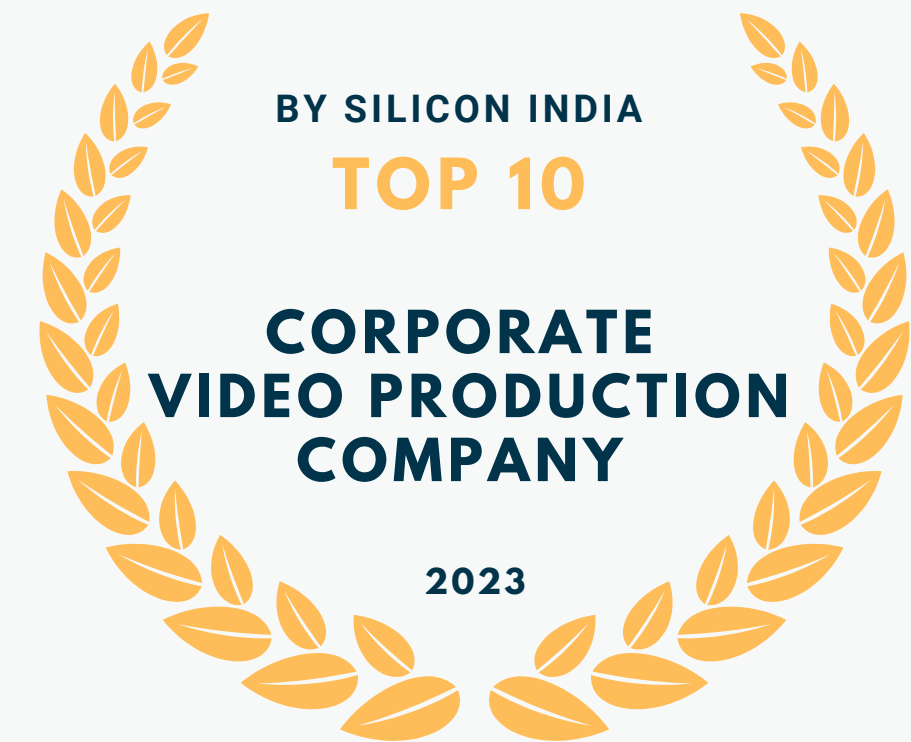 BY SILICON INDIA
TOP 10
CORPORATE
VIDEO PRODUCTION
COMPANY
2023